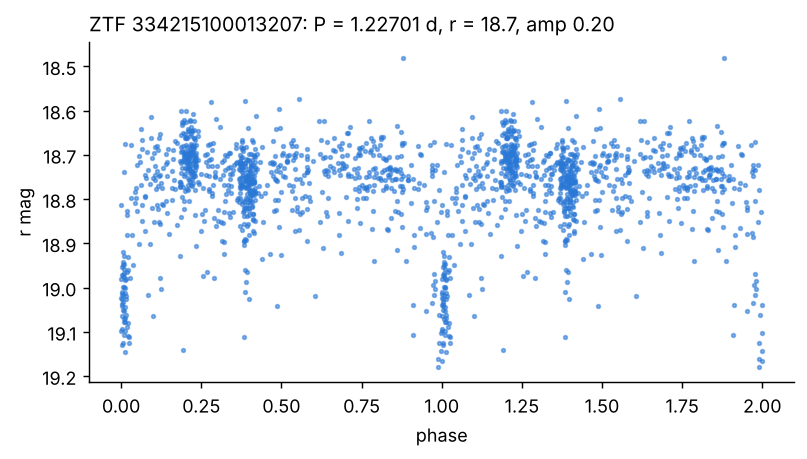 ZTF 334215100013207: P = 1.22701 d, r = 18.7, amp 0.20
18.5
18.6
18.7
18.8
18.9
19.0
19.1
19.2
r mag
0.00 0.25 0.50 0.75 1.00 1.25 1.50 1.75 2.00
phase